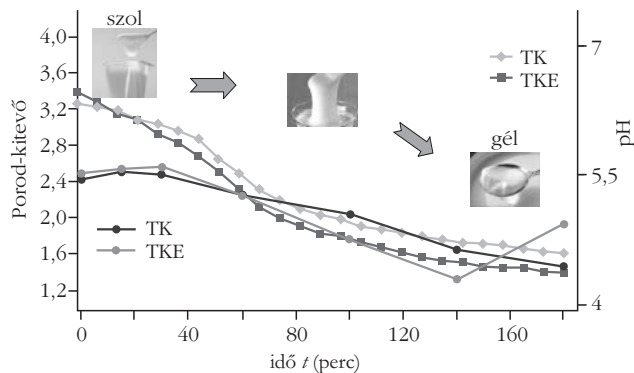 szol
4,0
3,6
3,2
2,8
2,4
2,0
1,6
1,2
Porod-kitevő
TK
TKE
TK
TKE
gél
7
5,5
4
pH
0
40
80
120
160
idő t (perc)